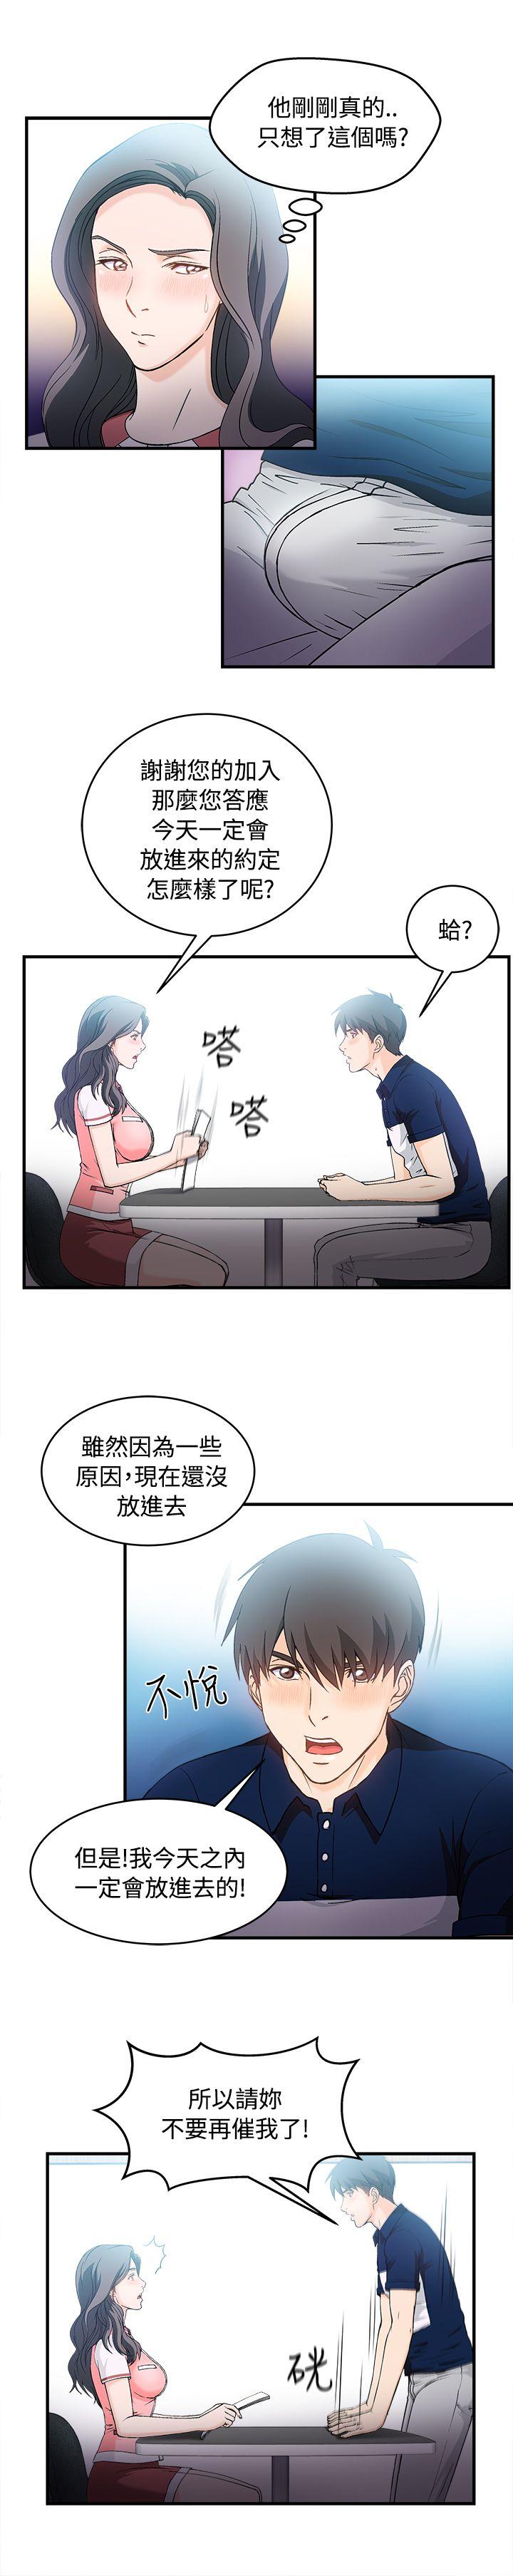 他剛剛真的..
只想了這個嗎?
謝謝您的加入
那麼您答應
今天一定會
放進來的約定
怎麼樣了呢?
蛤?
嗒
嗒
雖然因為一些
原因,現在還沒
放進去
不悅
但是!我今天之內
一定會放進去的!
所以請妳
不要再催我了!
硄